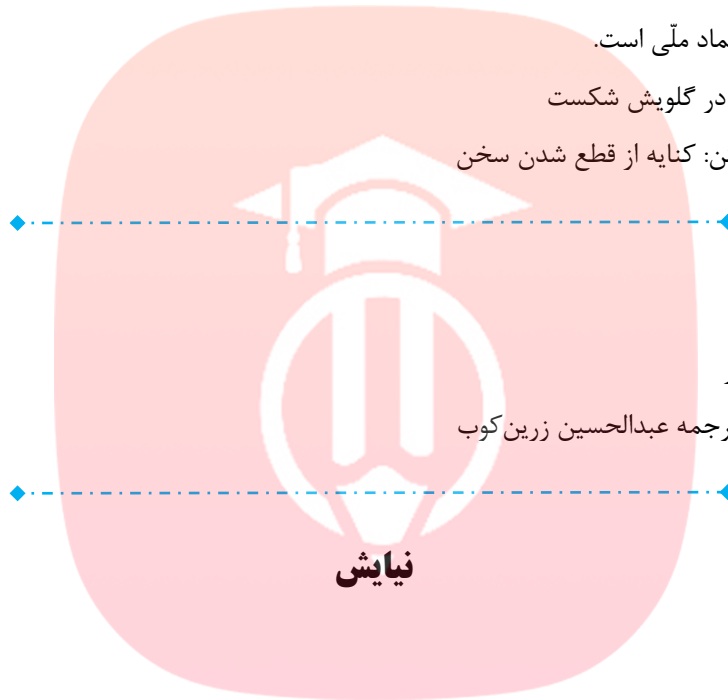 ماد ملّی است.
در گلویش شکست
ن: کنایه از قطع شدن سخن
رجمه عبدالحسین زرین‌کوب
نیایش